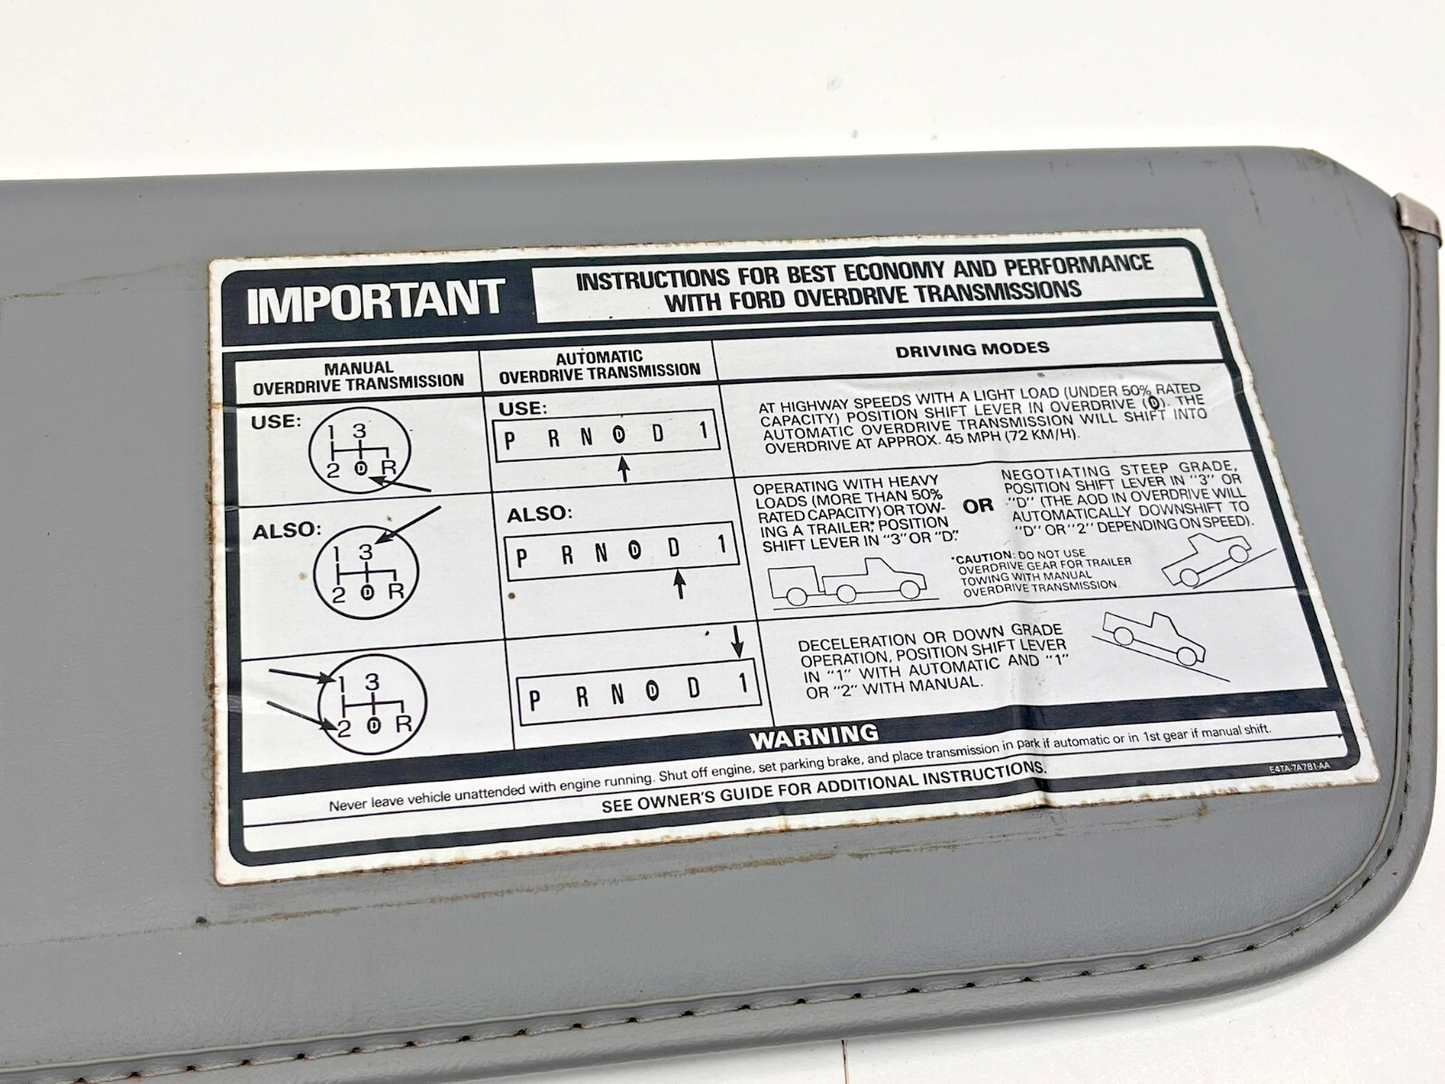 IMPORTANT
INSTRUCTIONS FOR BEST ECONOMY AND PERFORMANCE
WITH FORD OVERDRIVE TRANSMISSIONS
MANUAL
OVERDRIVE TRANSMISSION
AUTOMATIC
OVERDRIVE TRANSMISSION
DRIVING MODES
USE:
1 3
2 D R
USE:
P R N D D 1
AT HIGHWAY SPEEDS WITH A LIGHT LOAD (UNDER 50% RATED
CAPACITY) POSITION SHIFT LEVER IN OVERDRIVE (D). THE
AUTOMATIC OVERDRIVE TRANSMISSION WILL SHIFT INTO
OVERDRIVE AT APPROX. 45 MPH (72 KM/H).
ALSO:
1 3
2 D R
ALSO:
P R N D D 1
OPERATING WITH HEAVY
LOADS (MORE THAN 50%
RATED CAPACITY) OR TOW-
ING A TRAILER,* POSITION
SHIFT LEVER IN "3" OR "D".
OR
NEGOTIATING STEEP GRADE,
POSITION SHIFT LEVER IN "3" OR
"D" (THE AOD IN OVERDRIVE WILL
AUTOMATICALLY DOWNSHIFT TO
"D" OR "2" DEPENDING ON SPEED).
*CAUTION: DO NOT USE
OVERDRIVE GEAR FOR TRAILER
TOWING WITH MANUAL
OVERDRIVE TRANSMISSION
1 3
2 D R
P R N D D 1
DECELERATION OR DOWN GRADE
OPERATION, POSITION SHIFT LEVER
IN "1" WITH AUTOMATIC AND "1"
OR "2" WITH MANUAL.
WARNING
Never leave vehicle unattended with engine running. Shut off engine, set parking brake, and place transmission in park if automatic or in 1st gear if manual shift.
SEE OWNER'S GUIDE FOR ADDITIONAL INSTRUCTIONS.
E4TA-7A781-AA